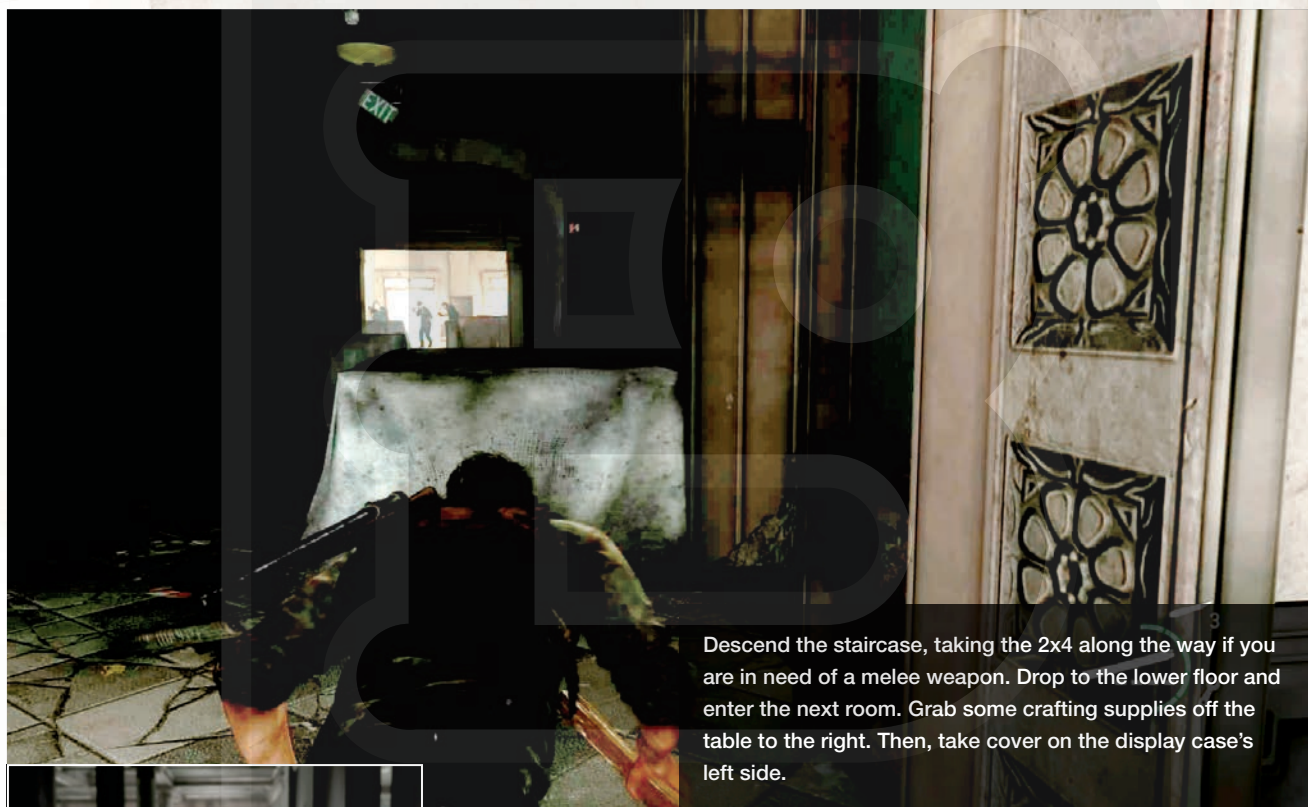 EXIT
3
Descend the staircase, taking the 2x4 along the way if you
are in need of a melee weapon. Drop to the lower floor and
enter the next room. Grab some crafting supplies off the
table to the right. Then, take cover on the display case's
left side.